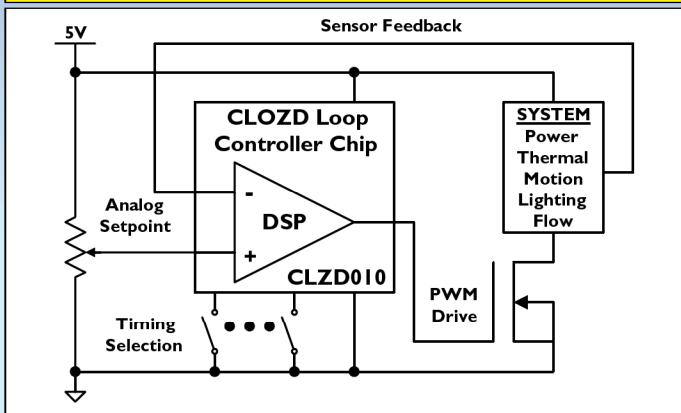 Sensor Feedback
5V
CLOZD Loop
Controller Chip
SYSTEM
Power
Thermal
Motion
Lighting
Flow
Analog
Setpoint
-
DSP
+
CLZD010
PWM
Drive
Timing
Selection